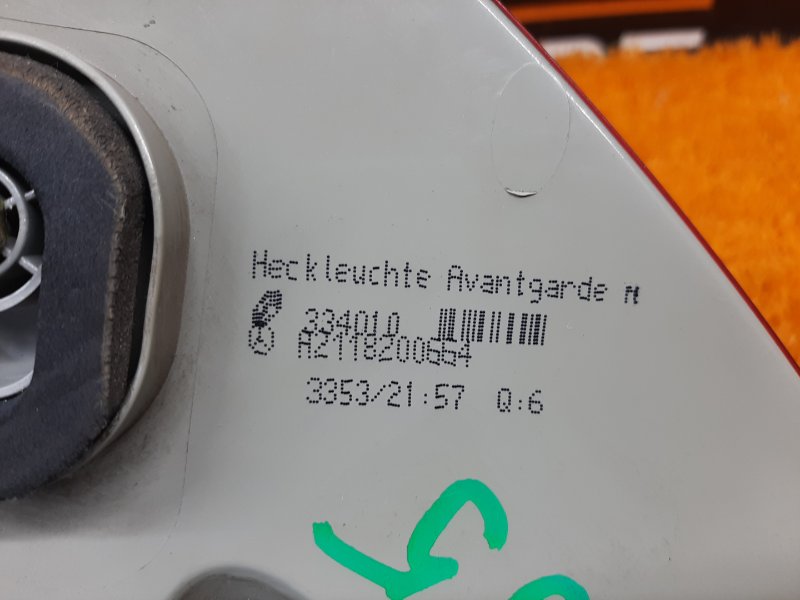 Heckleuchte Avantgarde
334010
A2118200664
3353/21:57 Q:6